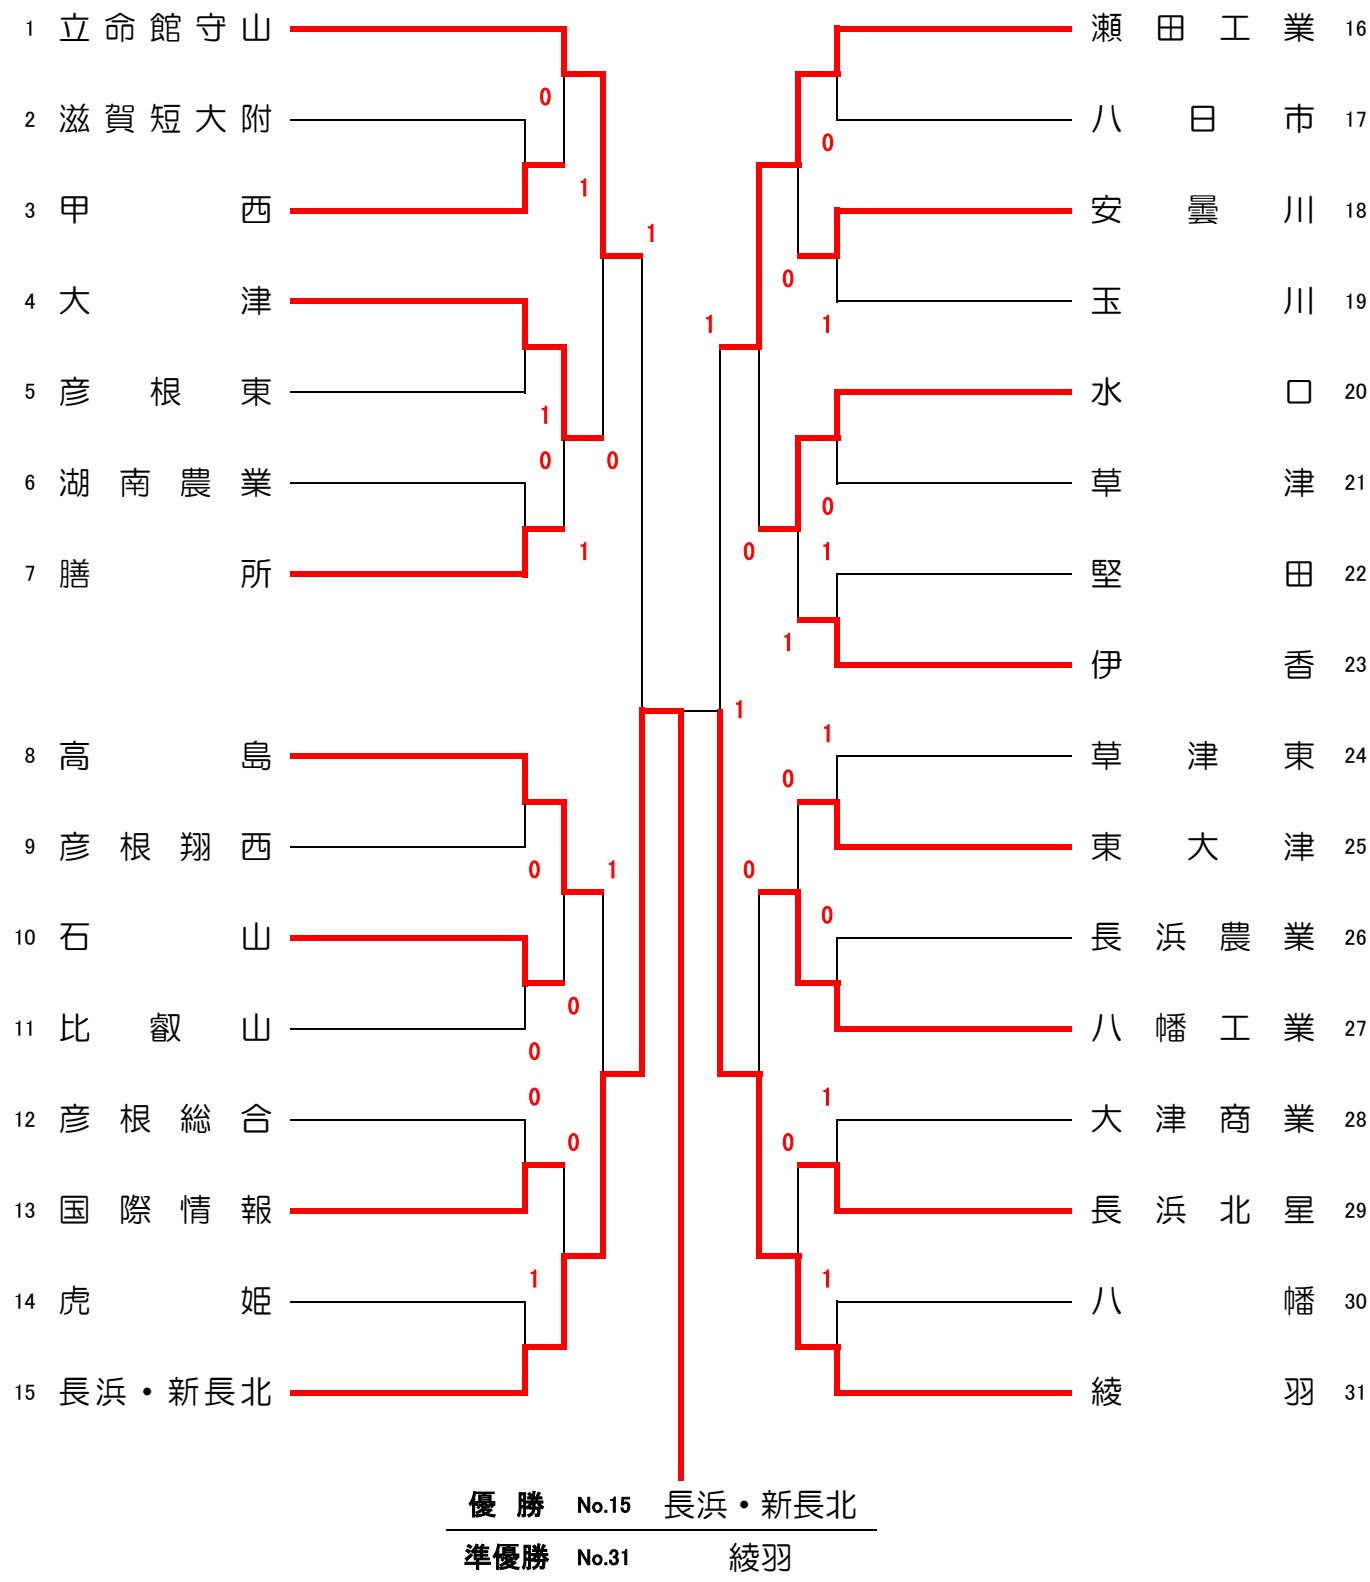 1 立命館守山
2 滋賀短大附
3 甲西
4 大津
5 彦根東
6 湖南農業
7 膳所
8 高島
9 彦根翔西
10 石山
11 比叡山
12 彦根総合
13 国際情報
14 虎姫
15 長浜・新長北
0
1
1
1
0
0
1
0
1
0
0
0
0
1
瀬田工業 16
八日市 17
安曇川 18
玉川 19
水口 20
草津 21
堅田 22
伊香 23
草津東 24
東大津 25
長浜農業 26
八幡工業 27
大津商業 28
長浜北星 29
八幡 30
綾羽 31
0
0
1
1
0
0
1
1
1
1
0
0
0
1
0
1
優勝 No.15 長浜・新長北
準優勝 No.31 綾羽